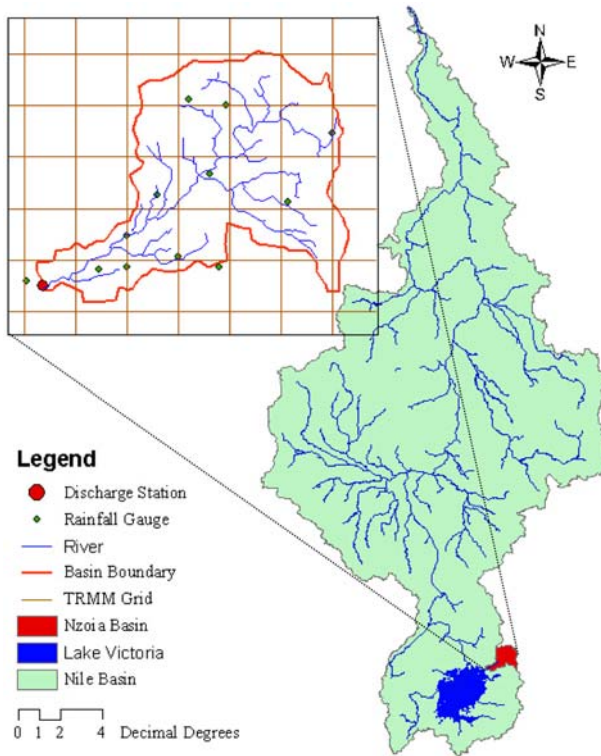 N
W E
S
Legend
Discharge Station
Rainfall Gauge
River
Basin Boundary
TRMM Grid
Nzoia Basin
Lake Victoria
Nile Basin
0 1 2 4 Decimal Degrees